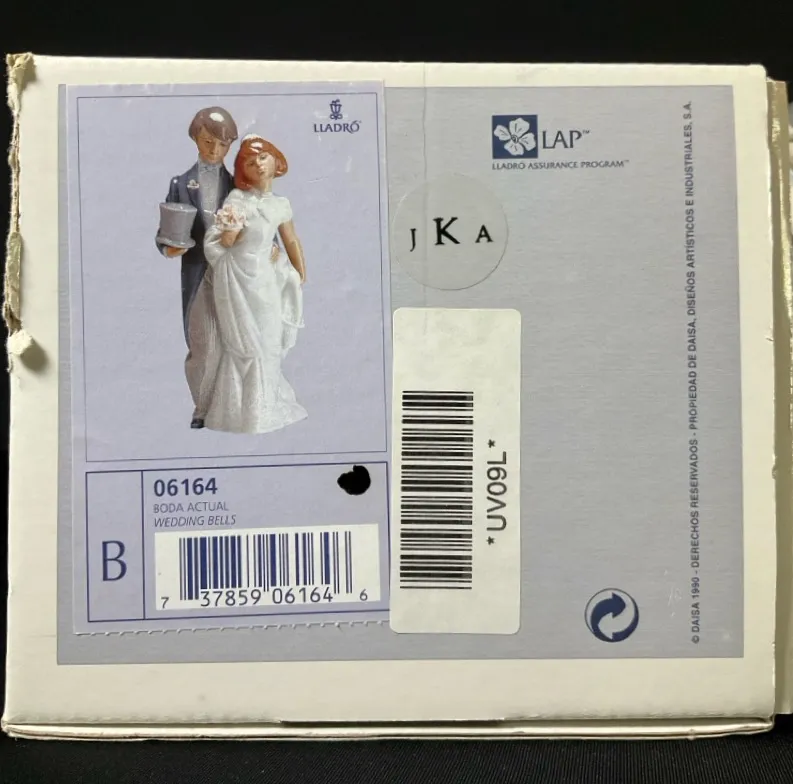 LLADRÓ
06164
BODA ACTUAL
WEDDING BELLS
B
7 37859 06164 6
J K A
*UV09L*
LAP™
LLADRÓ ASSURANCE PROGRAM™
© DAISA 1990 - DERECHOS RESERVADOS - PROPIEDAD DE DAISA, DISEÑOS ARTÍSTICOS E INDUSTRIALES, S.A.